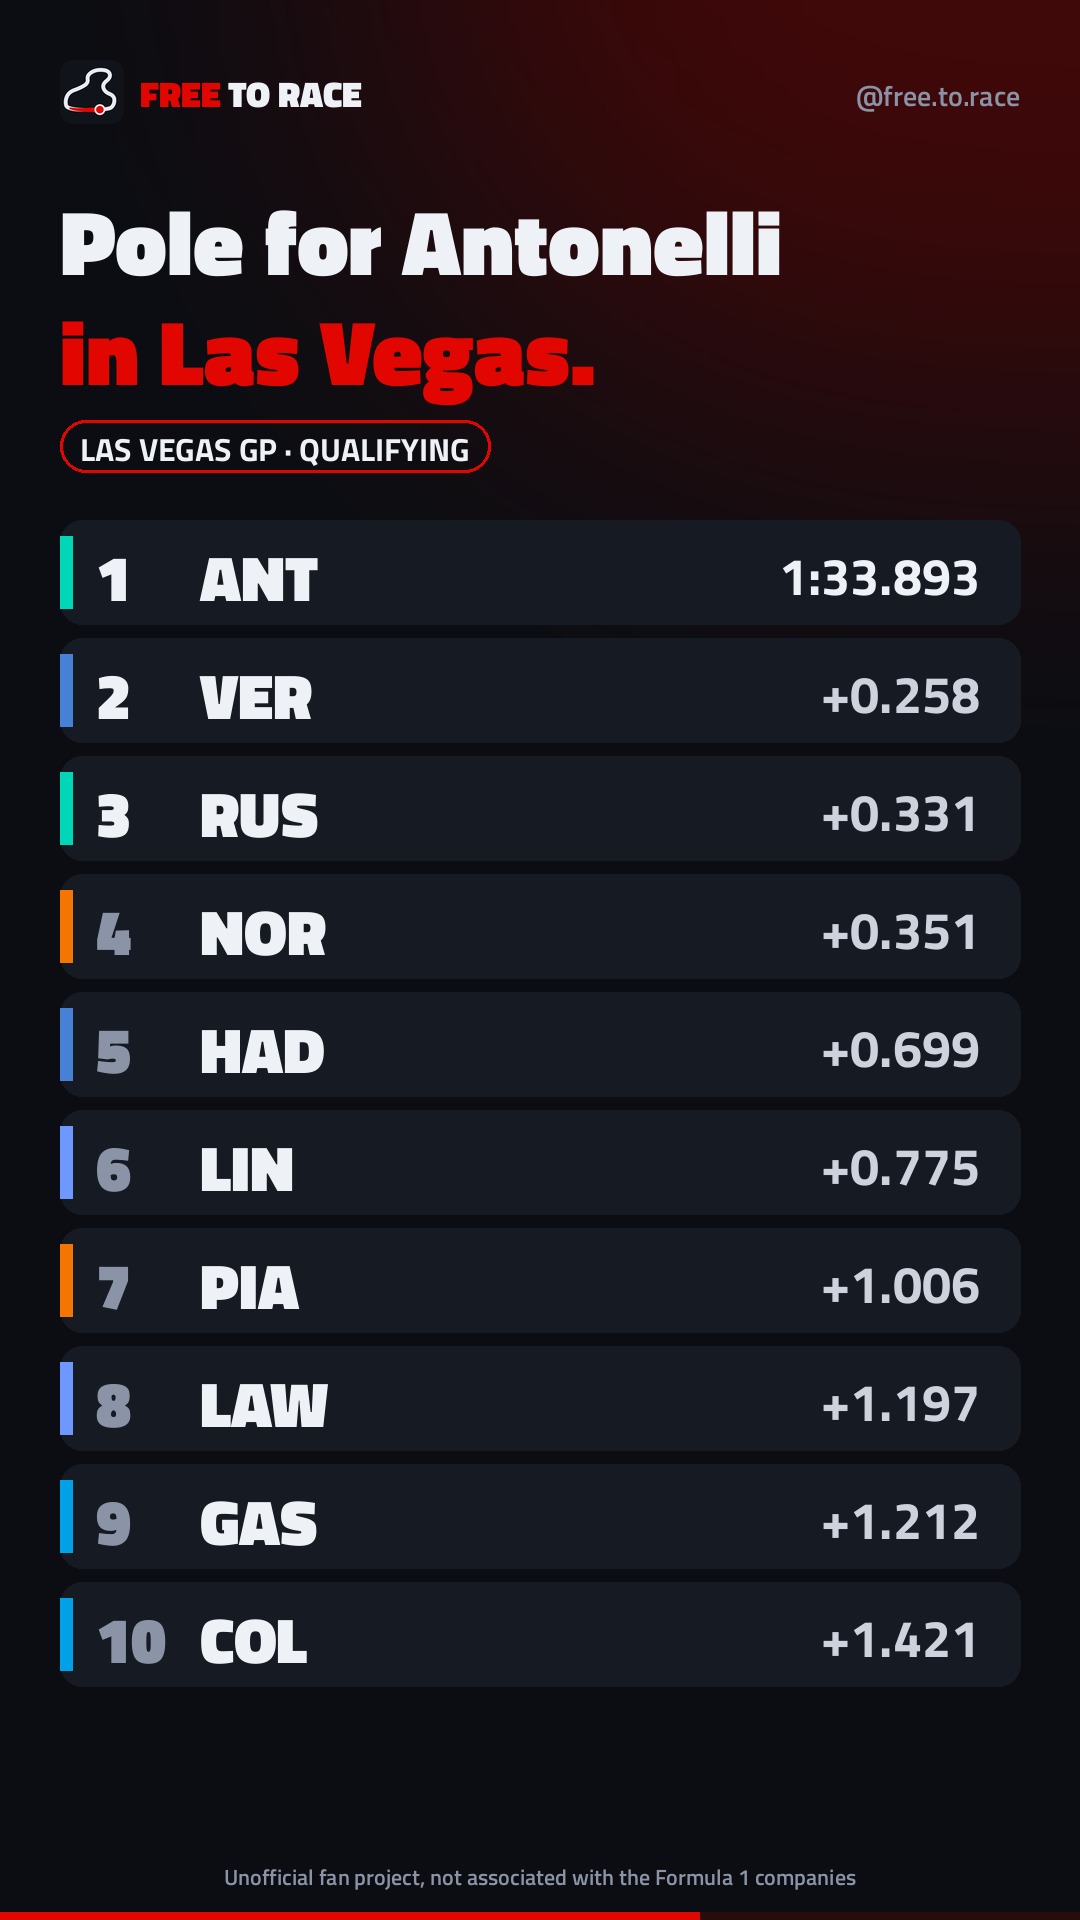 FREE TO RACE
@free.to.race
Pole for Antonelli
in Las Vegas.
LAS VEGAS GP · QUALIFYING
1 ANT 1:33.893
2 VER +0.258
3 RUS +0.331
4 NOR +0.351
5 HAD +0.699
6 LIN +0.775
7 PIA +1.006
8 LAW +1.197
9 GAS +1.212
10 COL +1.421
Unofficial fan project, not associated with the Formula 1 companies